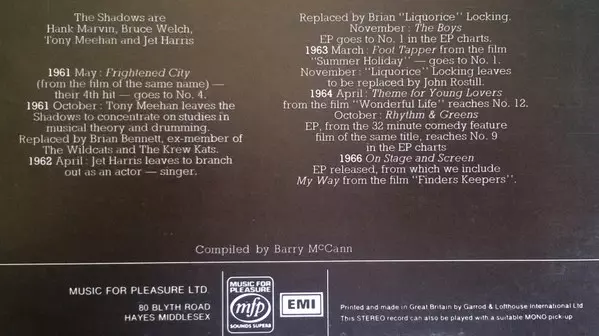 The Shadows are
Hank Marvin, Bruce Welch,
Tony Meehan and Jet Harris
1961 May : Frightened City
(from the film of the same name) —
their 4th hit — goes to No. 4.
1961 October : Tony Meehan leaves the
Shadows to concentrate on studies in
musical theory and drumming.
Replaced by Brian Bennett, ex-member of
The Wildcats and The Krew Kats.
1962 April : Jet Harris leaves to branch
out as an actor — singer.
Replaced by Brian "Liquorice" Locking.
November : The Boys
EP goes to No. 1 in the EP charts.
1963 March : Foot Tapper from the film
"Summer Holiday" — goes to No. 1.
November : "Liquorice" Locking leaves
to be replaced by John Rostill.
1964 April : Theme for Young Lovers
from the film "Wonderful Life" reaches No. 12.
October : Rhythm & Greens
EP, from the 32 minute comedy feature
film of the same title, reaches No. 9
in the EP charts
1966 On Stage and Screen
EP released, from which we include
My Way from the film "Finders Keepers".
Compiled by Barry McCann
MUSIC FOR PLEASURE LTD.
80 BLYTH ROAD
HAYES MIDDLESEX
MUSIC FOR
PLEASURE
mfp
SOUNDS SUPERB
EMI
Printed and made in Great Britain by Garrod & Lofthouse International Ltd
This STEREO record can also be played with a suitable MONO pick-up